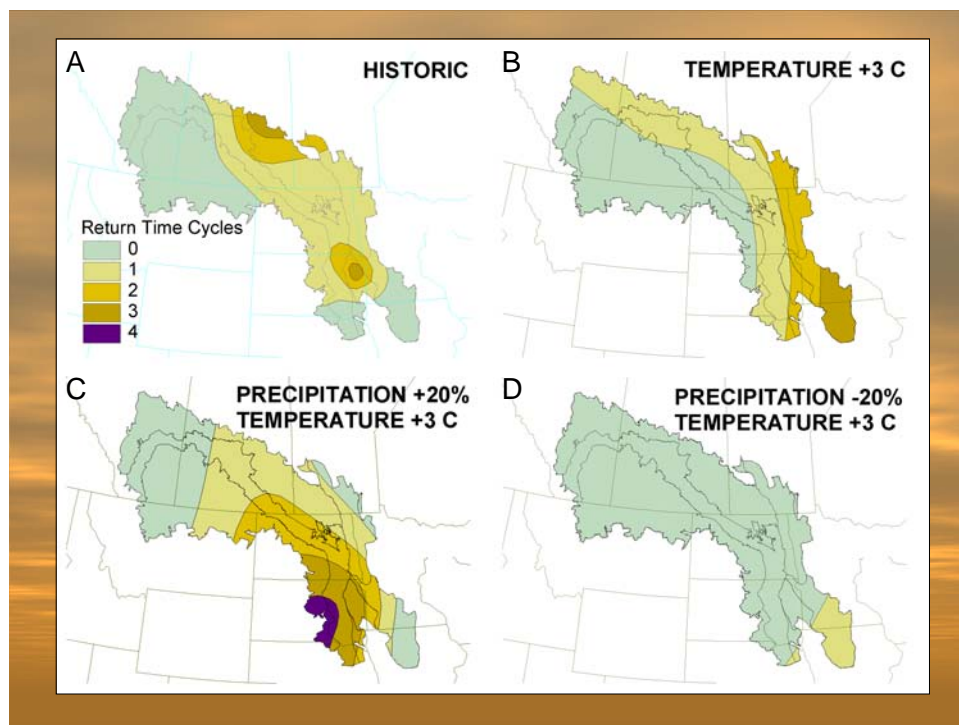 A
HISTORIC
Return Time Cycles
0
1
2
3
4
B
TEMPERATURE +3 C
C
PRECIPITATION +20%
TEMPERATURE +3 C
D
PRECIPITATION -20%
TEMPERATURE +3 C